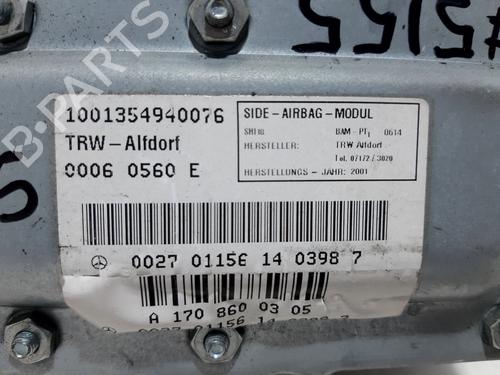 75155
1001354940076
TRW-Alfdorf
0006 0560 E
SIDE-AIRBAG-MODUL
BAM-PT1 0614
HERSTELLER: TRW Alfdorf
Tel. 07172/3020
HERSTELLUNGS-JAHR: 2001
0027 01156 14 0398 7
A 170 860 03 05
B-PARTS